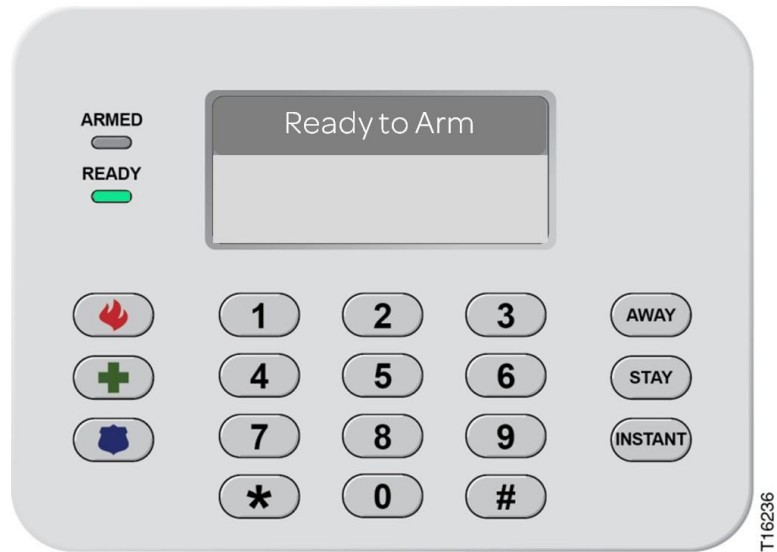 ARMED
READY
Ready to Arm
1 2 3 AWAY
4 5 6 STAY
7 8 9 INSTANT
* 0 #
T16236